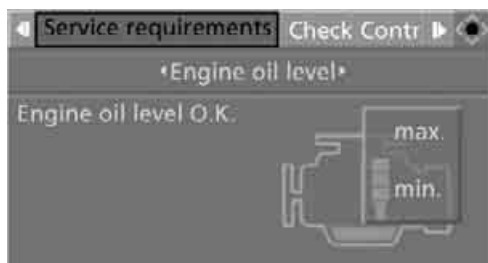 Service requirements Check Contr
Engine oil level
Engine oil level O.K.
max.
min.